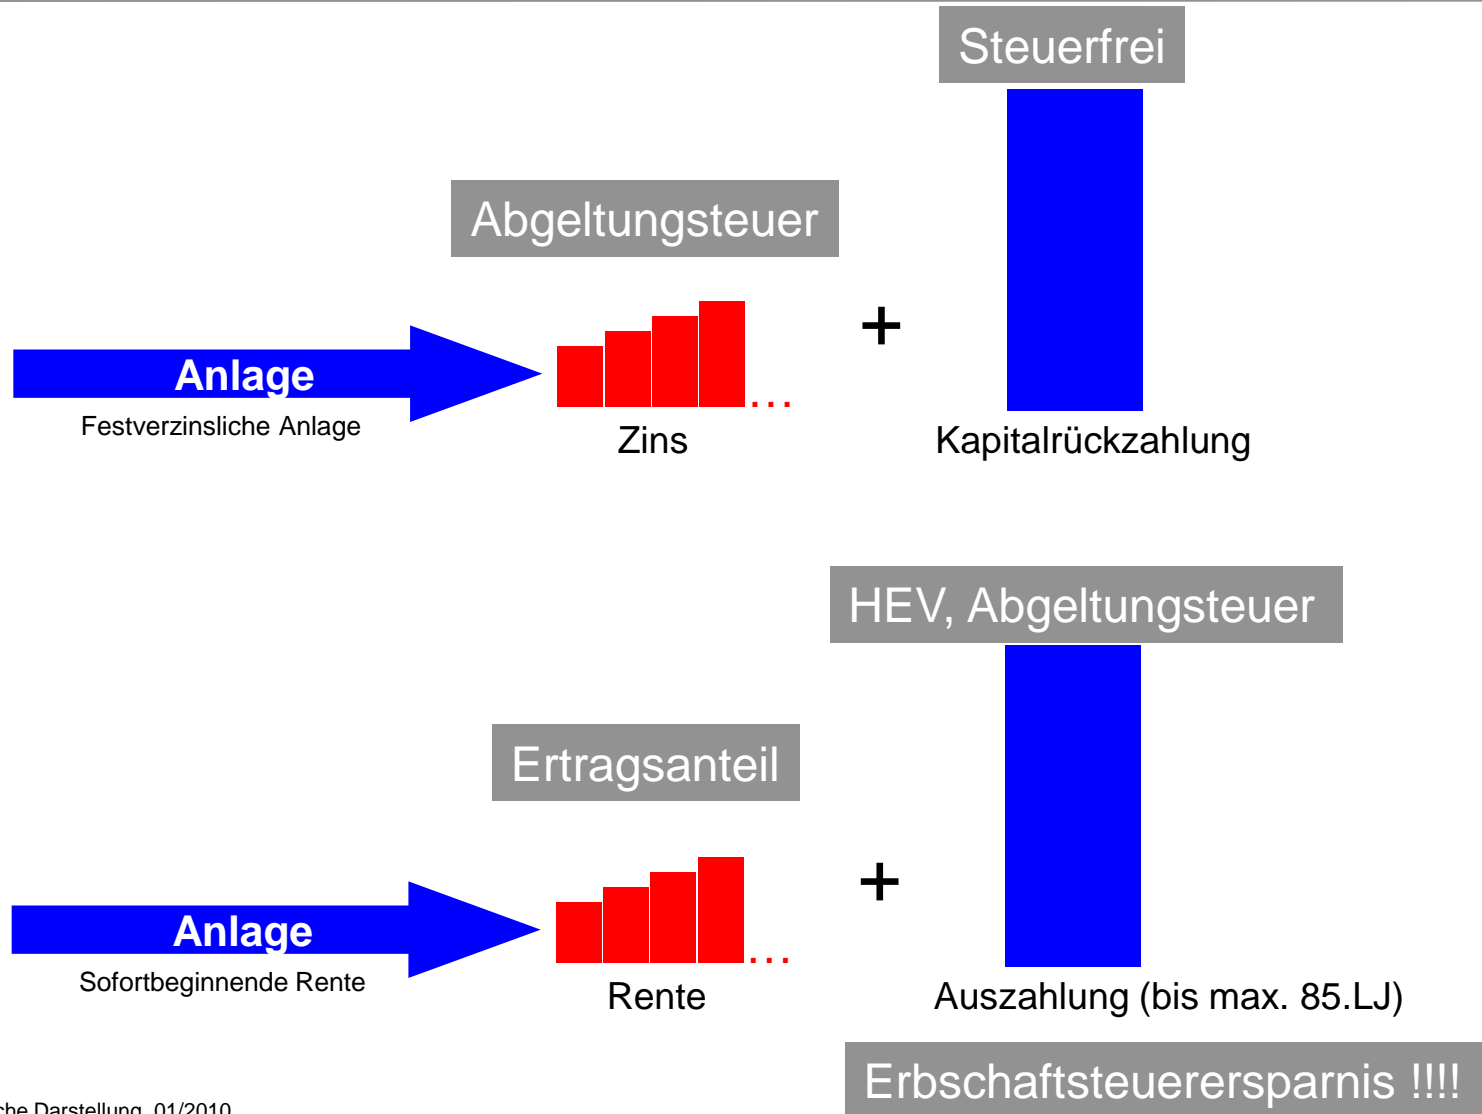 Steuerfrei
Abgeltungsteuer
+
Anlage
Festverzinsliche Anlage
...
Zins
Kapitalrückzahlung
HEV, Abgeltungsteuer
Ertragsanteil
+
Anlage
Sofortbeginnende Rente
...
Rente
Auszahlung (bis max. 85.LJ)
Erbschaftsteuerersparnis !!!!
Darstellung, 01/2010